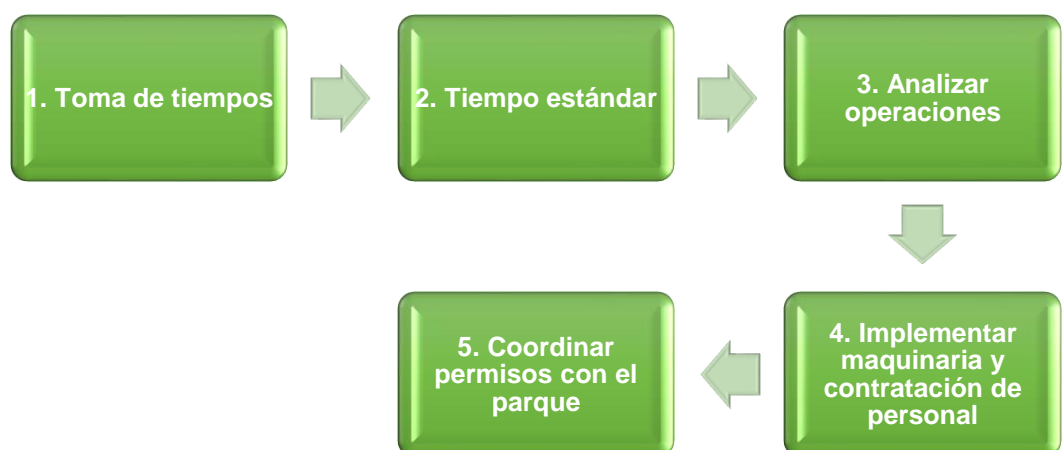 1. Toma de tiempos
2. Tiempo estándar
3. Analizar
operaciones
4. Implementar
maquinaria y
contratación de
personal
5. Coordinar
permisos con el
parque